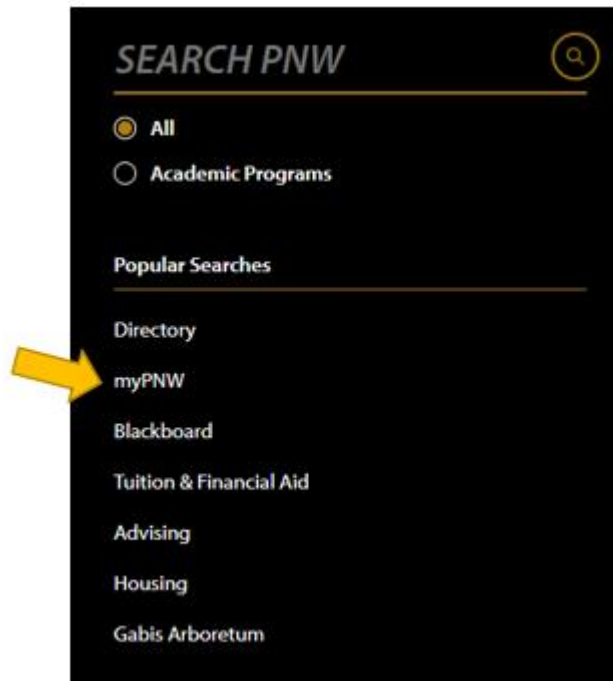 SEARCH PNW
All
Academic Programs
Popular Searches
Directory
myPNW
Blackboard
Tuition & Financial Aid
Advising
Housing
Gabis Arboretum